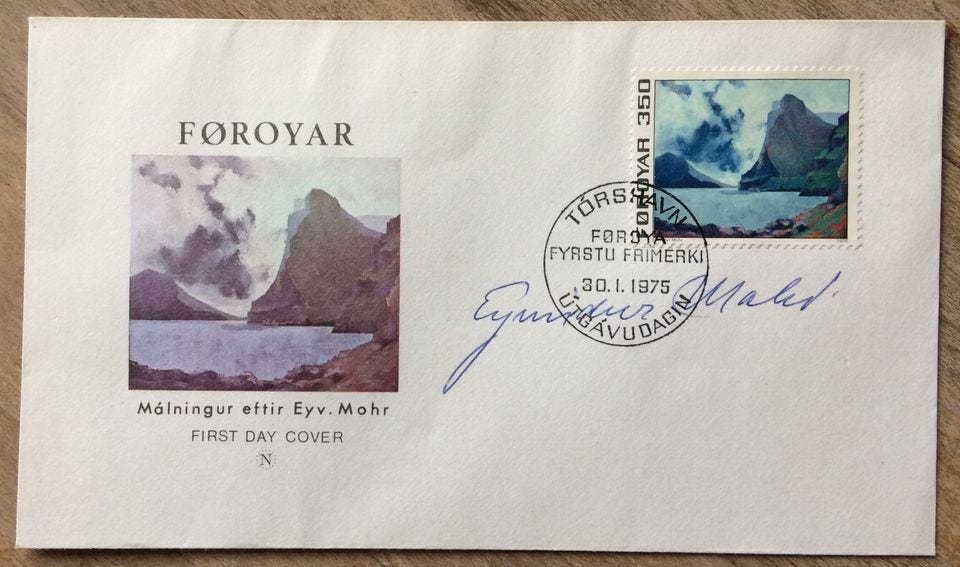 FØROYAR
Málningur eftir Eyv. Mohr
FIRST DAY COVER
N
FØROYAR 350
TÓRSHAVN
FØROYA
FYRSTU FRIMERKI
30.1.1975
ÚTGÁVUDAGIN